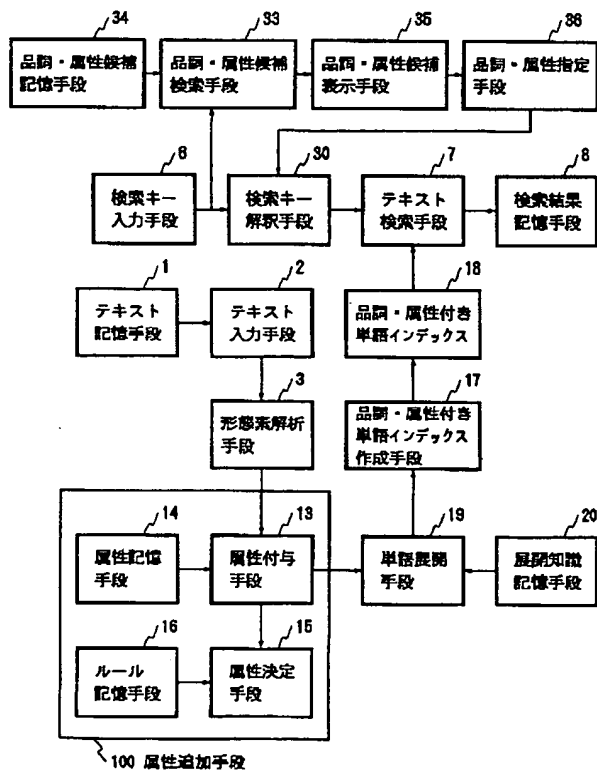 34
33
35
36
品詞・属性候補
記憶手段
品詞・属性候補
検索手段
品詞・属性候補
表示手段
品詞・属性指定
手段
6
30
7
8
検索キー
入力手段
検索キー
解釈手段
テキスト
検索手段
検索結果
記憶手段
1
2
18
テキスト
記憶手段
テキスト
入力手段
品詞・属性付き
単語インデックス
3
17
形態素解析
手段
品詞・属性付き
単語インデックス
作成手段
14
13
19
20
属性記憶
手段
属性付与
手段
単語展開
手段
展開知識
記憶手段
16
15
ルール
記憶手段
属性決定
手段
100 属性追加手段